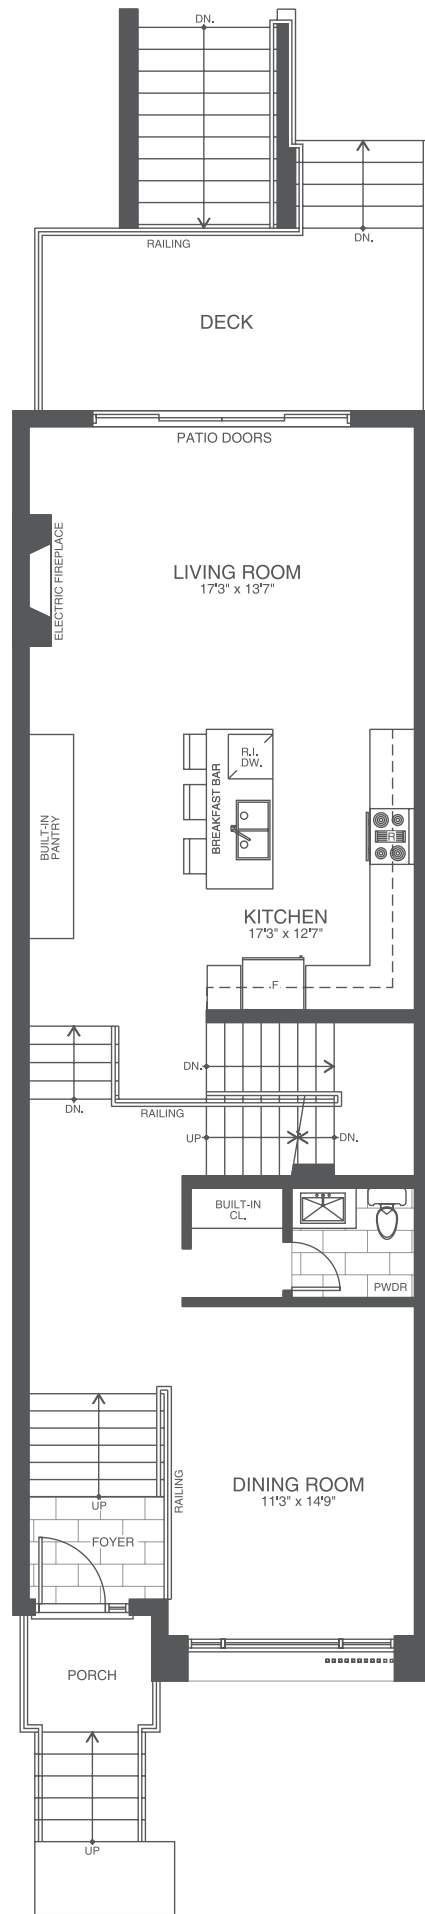 DN.
DN.
RAILING
DECK
PATIO DOORS
ELECTRIC FIREPLACE
LIVING ROOM
17'3" x 13'7"
R.I.
DW.
BREAKFAST BAR
BUILT-IN
PANTRY
R
KITCHEN
17'3" x 12'7"
F
DN.
DN.
RAILING
UP
DN.
BUILT-IN
CL.
PWDR
RAILING
DINING ROOM
11'3" x 14'9"
UP
FOYER
PORCH
UP